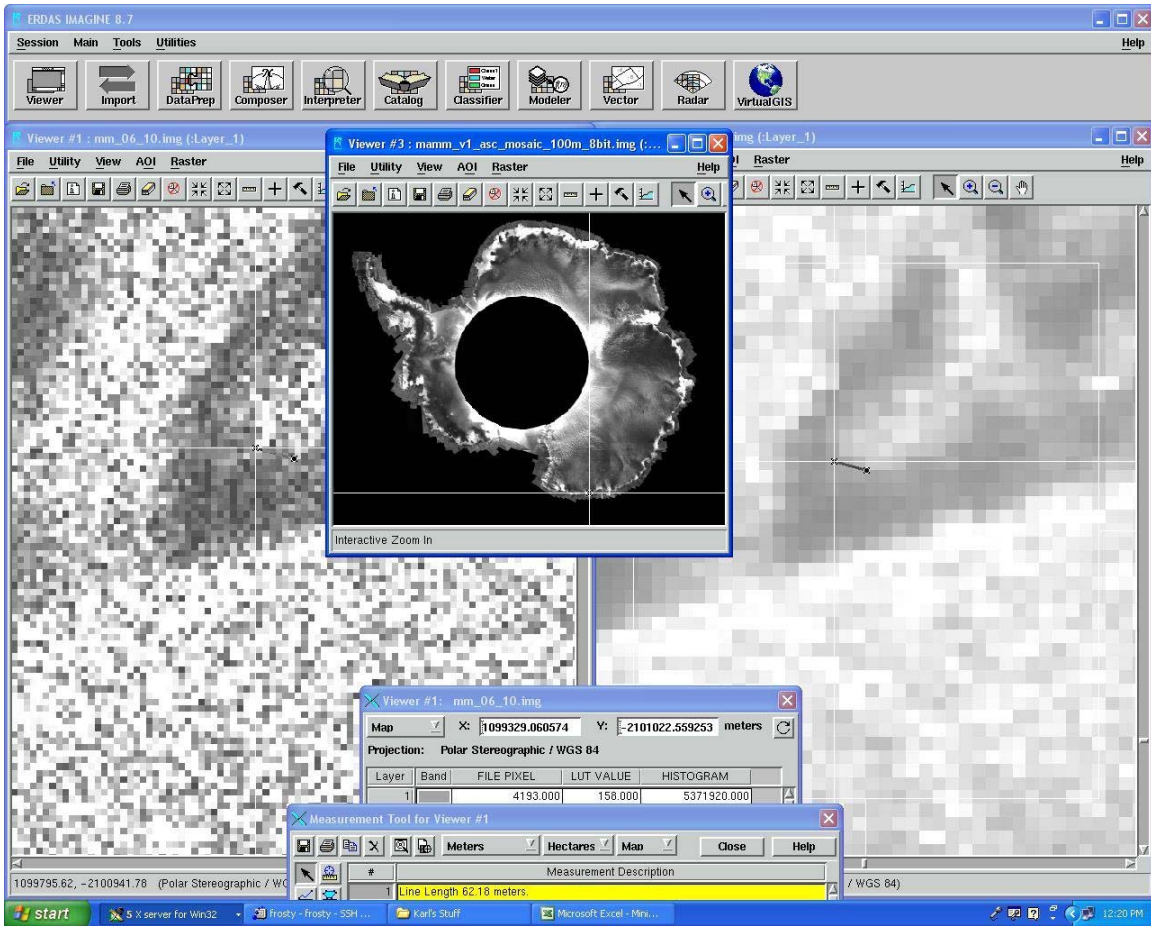 ERDAS IMAGINE 8.7
Session Main Tools Utilities Help
Viewer Import DataPrep Composer Interpreter Catalog Classifier Modeler Vector Radar VirtualGIS
Viewer #1 : mm_06_10.img (:Layer_1)
File Utility View AOI Raster
Viewer #3 : mamm_v1_asc_mosaic_100m_8bit.img (:...
File Utility View AOI Raster Help
Interactive Zoom In
img (:Layer_1)
Raster Help
Viewer #1: mm_06_10.img
Map X: 1099329.060574 Y: -2101022.559253 meters
Projection: Polar Stereographic / WGS 84
Layer Band FILE PIXEL LUT VALUE HISTOGRAM
1 4193.000 158.000 5371920.000
Measurement Tool for Viewer #1
Meters Hectares Map Close Help
# Measurement Description
1 Line Length 62.18 meters.
1099795.62, -2100941.78 (Polar Stereographic / WG
/ WGS 84)
start 5 X server for Win32 frosty - frosty - SSH ... Karl's Stuff Microsoft Excel - Mini... 12:20 PM